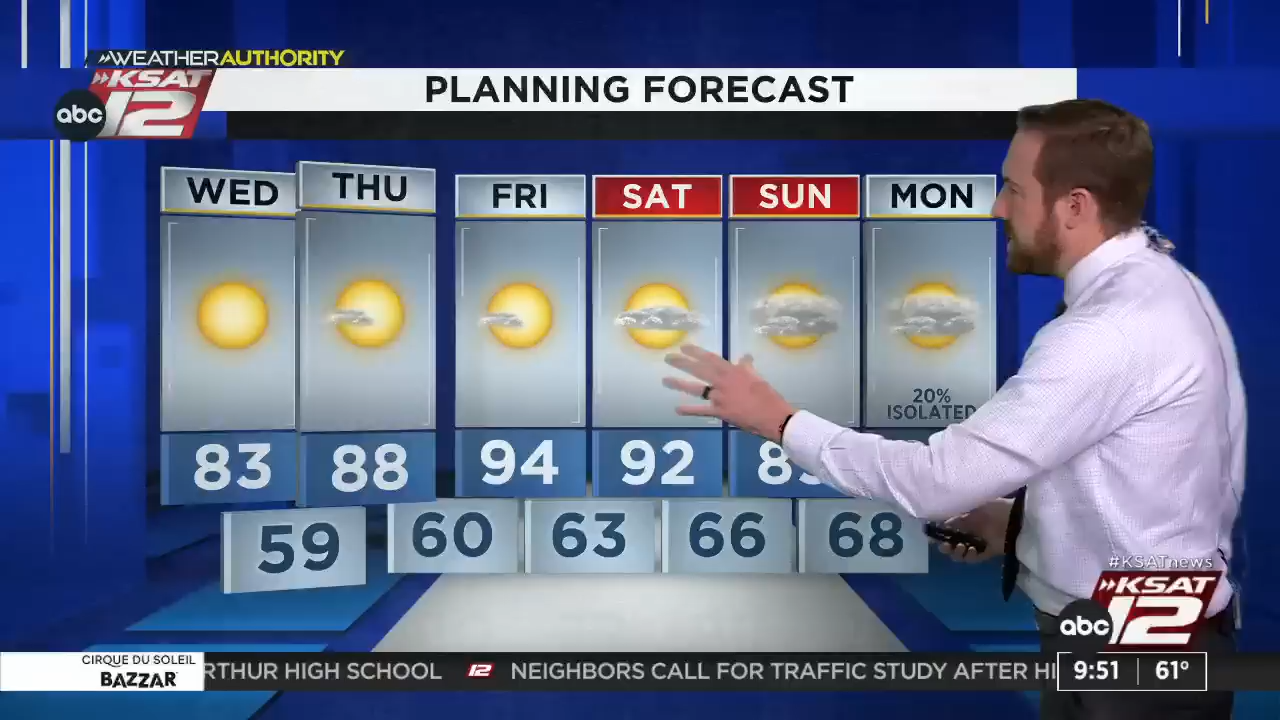 WEATHERAUTHORITY
KSAT
abc 12
PLANNING FORECAST
WED THU FRI SAT SUN MON
20%
ISOLATED
83 88 94 92
59 60 63 66 68
#KSATnews
KSAT
abc 12
CIRQUE DU SOLEIL
BAZZAR
RTHUR HIGH SCHOOL 12 NEIGHBORS CALL FOR TRAFFIC STUDY AFTER HI
9:51 61°